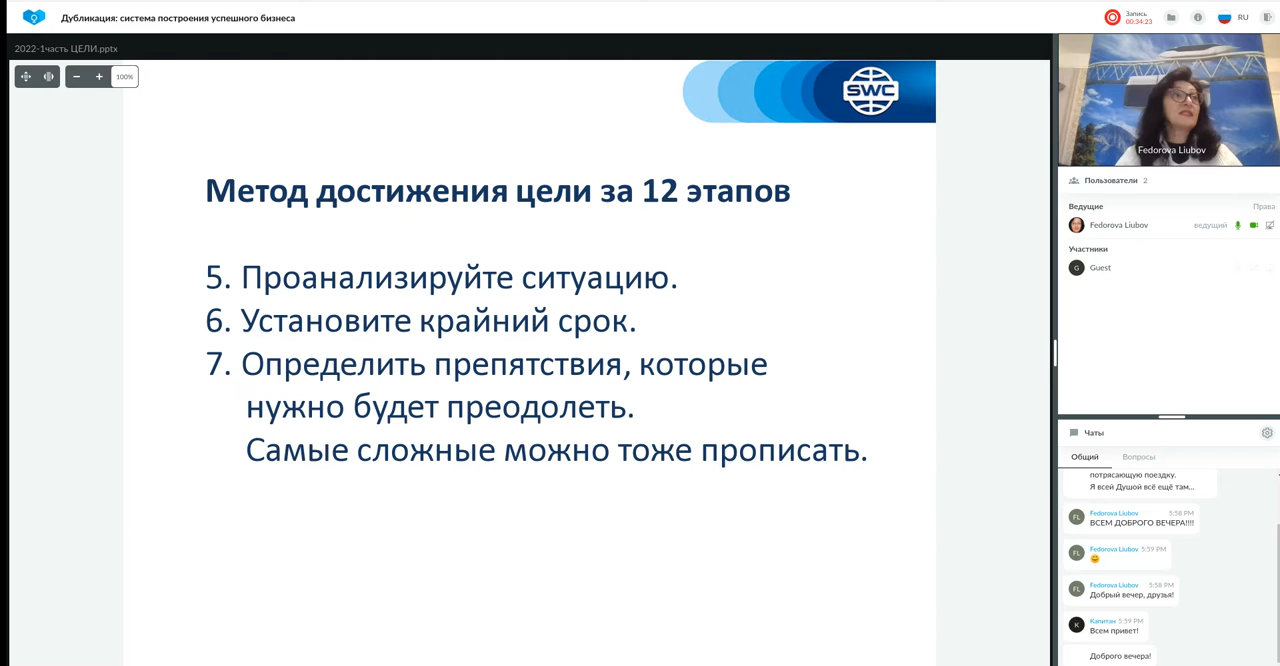 Дубликация: система построения успешного бизнеса
Запись
00:34:23
RU
2022-1часть ЦЕЛИ.pptx
100%
SWC
Метод достижения цели за 12 этапов
5. Проанализируйте ситуацию.
6. Установите крайний срок.
7. Определить препятствия, которые
нужно будет преодолеть.
Самые сложные можно тоже прописать.
Fedorova Liubov
Пользователи 2
Ведущие Права
Fedorova Liubov ведущий
Участники
G Guest
Чаты
Общий Вопросы
потрясающую поездку.
Я всей Душой всё ещё там...
FL Fedorova Liubov 5:58 PM
ВСЕМ ДОБРОГО ВЕЧЕРА!!!!
FL Fedorova Liubov 5:59 PM
FL Fedorova Liubov 5:58 PM
Добрый вечер, друзья!
К Капитан 5:59 PM
Всем привет!
Доброго вечера!